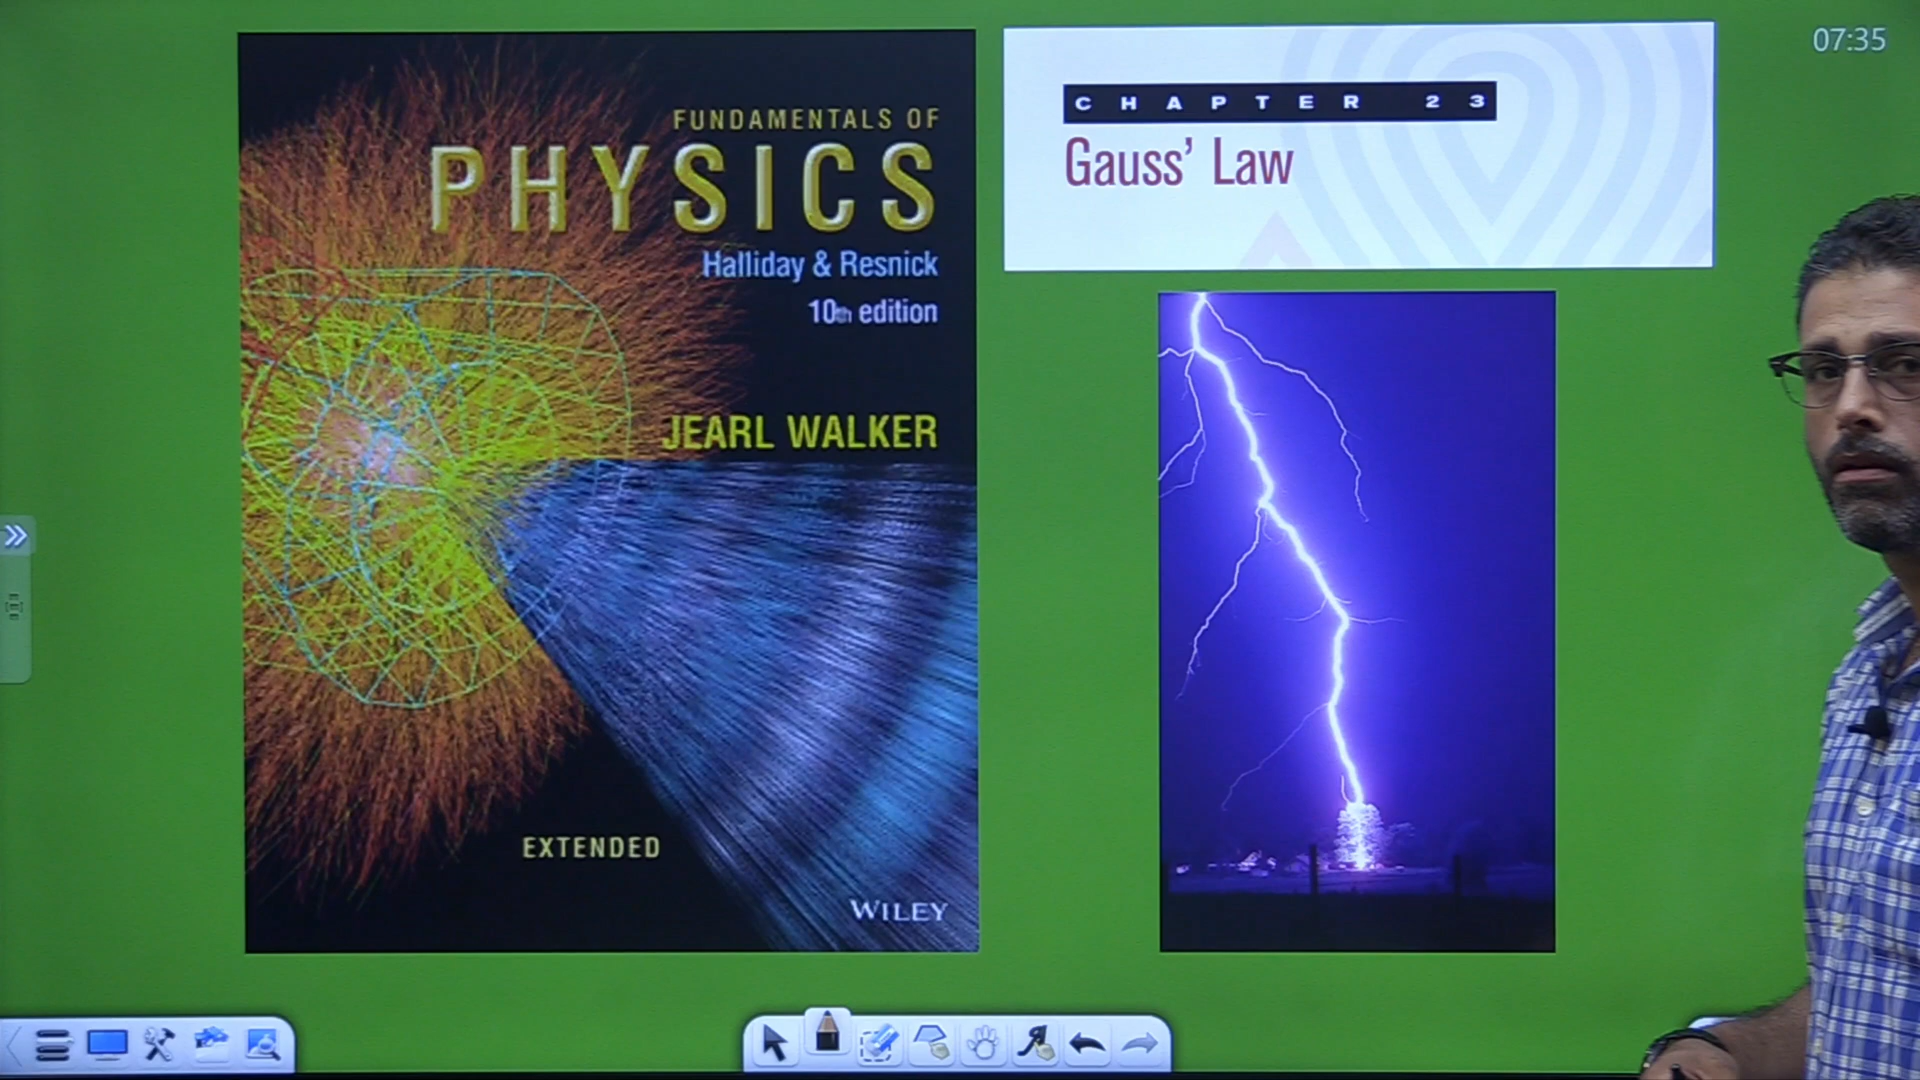 FUNDAMENTALS OF
PHYSICS
Halliday & Resnick
10th edition
JEARL WALKER
EXTENDED
WILEY
CHAPTER 23
Gauss' Law
07:35